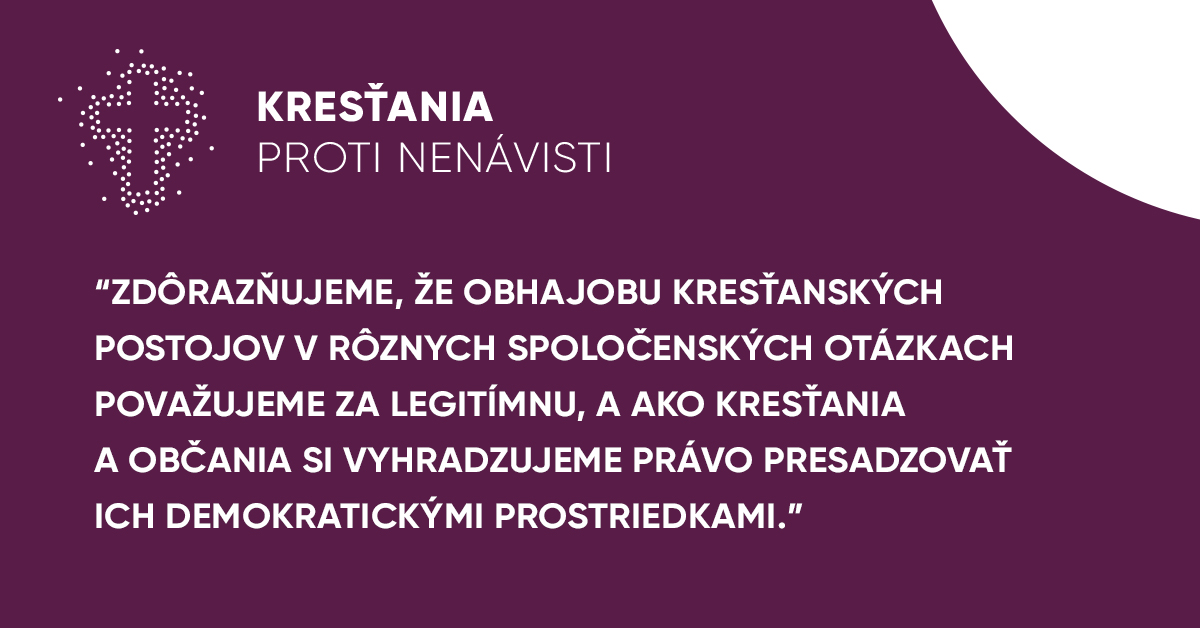 KRESŤANIA
PROTI NENÁVISTI
“ZDÔRAZŇUJEME, ŽE OBHAJOBU KRESŤANSKÝCH
POSTOJOV V RÔZNYCH SPOLOČENSKÝCH OTÁZKACH
POVAŽUJEME ZA LEGITÍMNU, A AKO KRESŤANIA
A OBČANIA SI VYHRADZUJEME PRÁVO PRESADZOVAŤ
ICH DEMOKRATICKÝMI PROSTRIEDKAMI.”